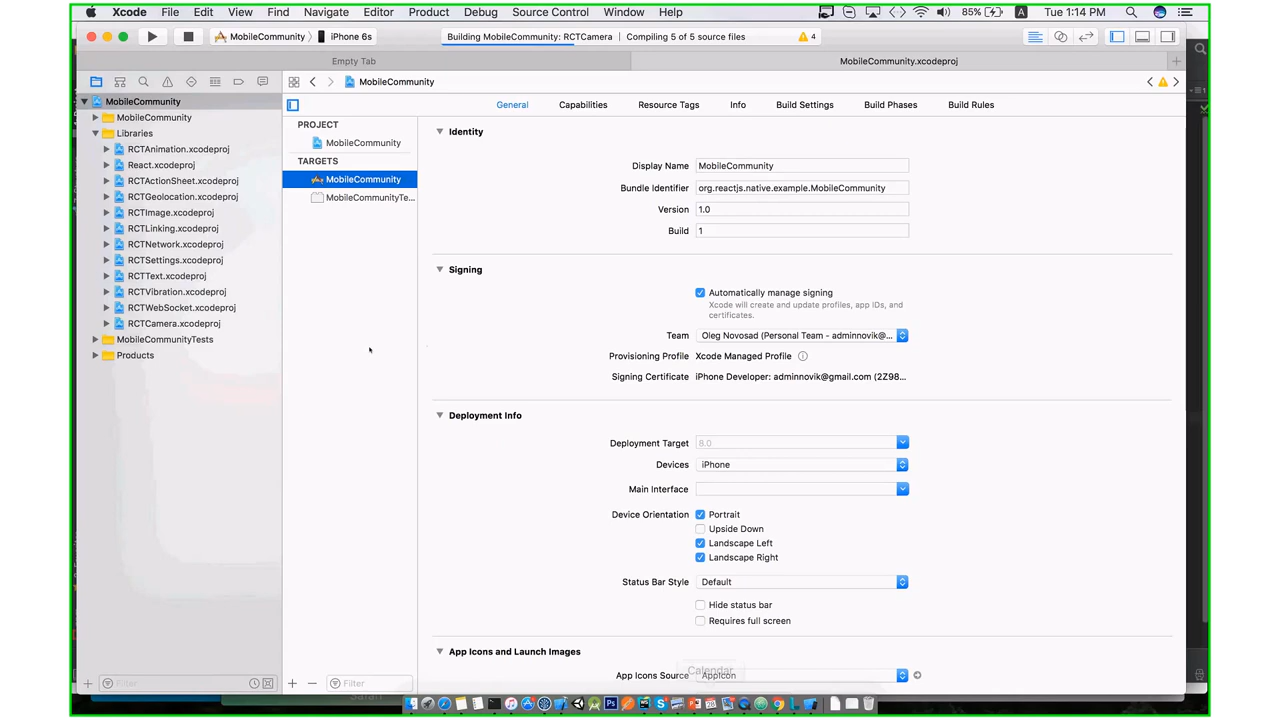 Xcode File Edit View Find Navigate Editor Product Debug Source Control Window Help 85% A Tue 1:14 PM
MobileCommunity iPhone 6s Building MobileCommunity: RCTCamera Compiling 5 of 5 source files 4
Empty Tab MobileCommunity.xcodeproj
MobileCommunity
MobileCommunity
MobileCommunity
Libraries
RCTAnimation.xcodeproj
React.xcodeproj
RCTActionSheet.xcodeproj
RCTGeolocation.xcodeproj
RCTImage.xcodeproj
RCTLinking.xcodeproj
RCTNetwork.xcodeproj
RCTSettings.xcodeproj
RCTText.xcodeproj
RCTVibration.xcodeproj
RCTWebSocket.xcodeproj
RCTCamera.xcodeproj
MobileCommunityTests
Products
Filter
General Capabilities Resource Tags Info Build Settings Build Phases Build Rules
PROJECT
MobileCommunity
TARGETS
MobileCommunity
MobileCommunityTe...
Filter
Identity
Display Name MobileCommunity
Bundle Identifier org.reactjs.native.example.MobileCommunity
Version 1.0
Build 1
Signing
Automatically manage signing
Xcode will create and update profiles, app IDs, and
certificates.
Team Oleg Novosad (Personal Team - adminnovik@...
Provisioning Profile Xcode Managed Profile
Signing Certificate iPhone Developer: adminnovik@gmail.com (2Z98...
Deployment Info
Deployment Target 8.0
Devices iPhone
Main Interface
Device Orientation Portrait
Upside Down
Landscape Left
Landscape Right
Status Bar Style Default
Hide status bar
Requires full screen
App Icons and Launch Images
Calendar
App Icons Source AppIcon
Safari